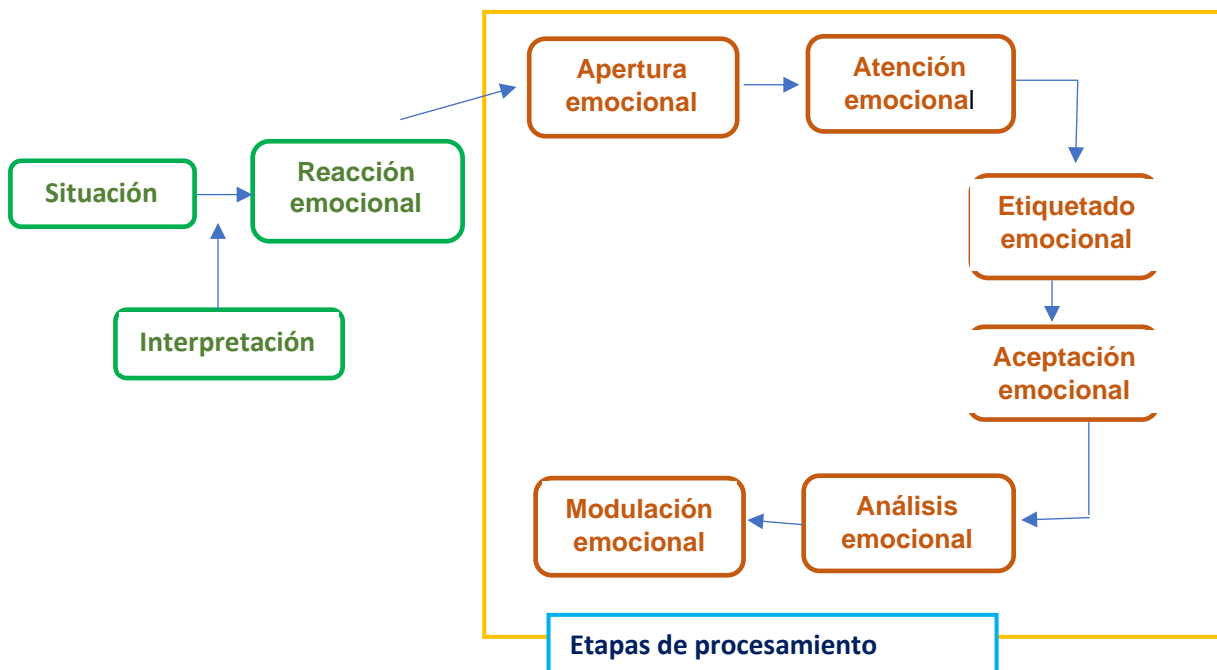 Situación
Interpretación
Reacción
emocional
Apertura
emocional
Atención
emocional
Etiquetado
emocional
Aceptación
emocional
Análisis
emocional
Modulación
emocional
Etapas de procesamiento